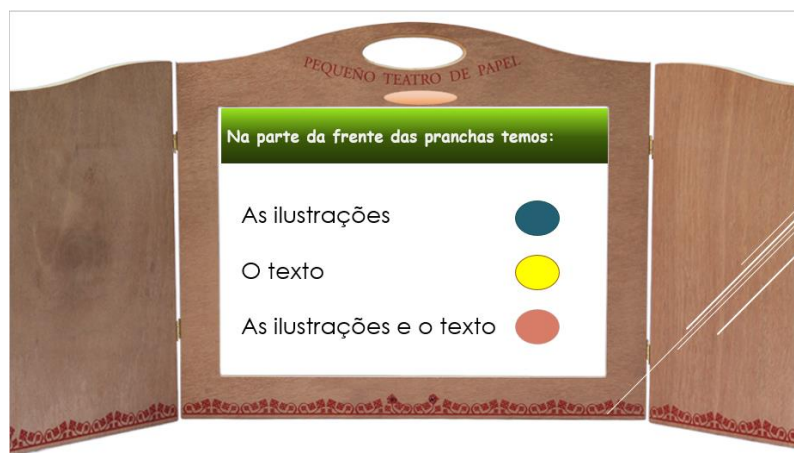 PEQUEÑO TEATRO DE PAPEL
Na parte da frente das pranchas temos:
As ilustrações
O texto
As ilustrações e o texto